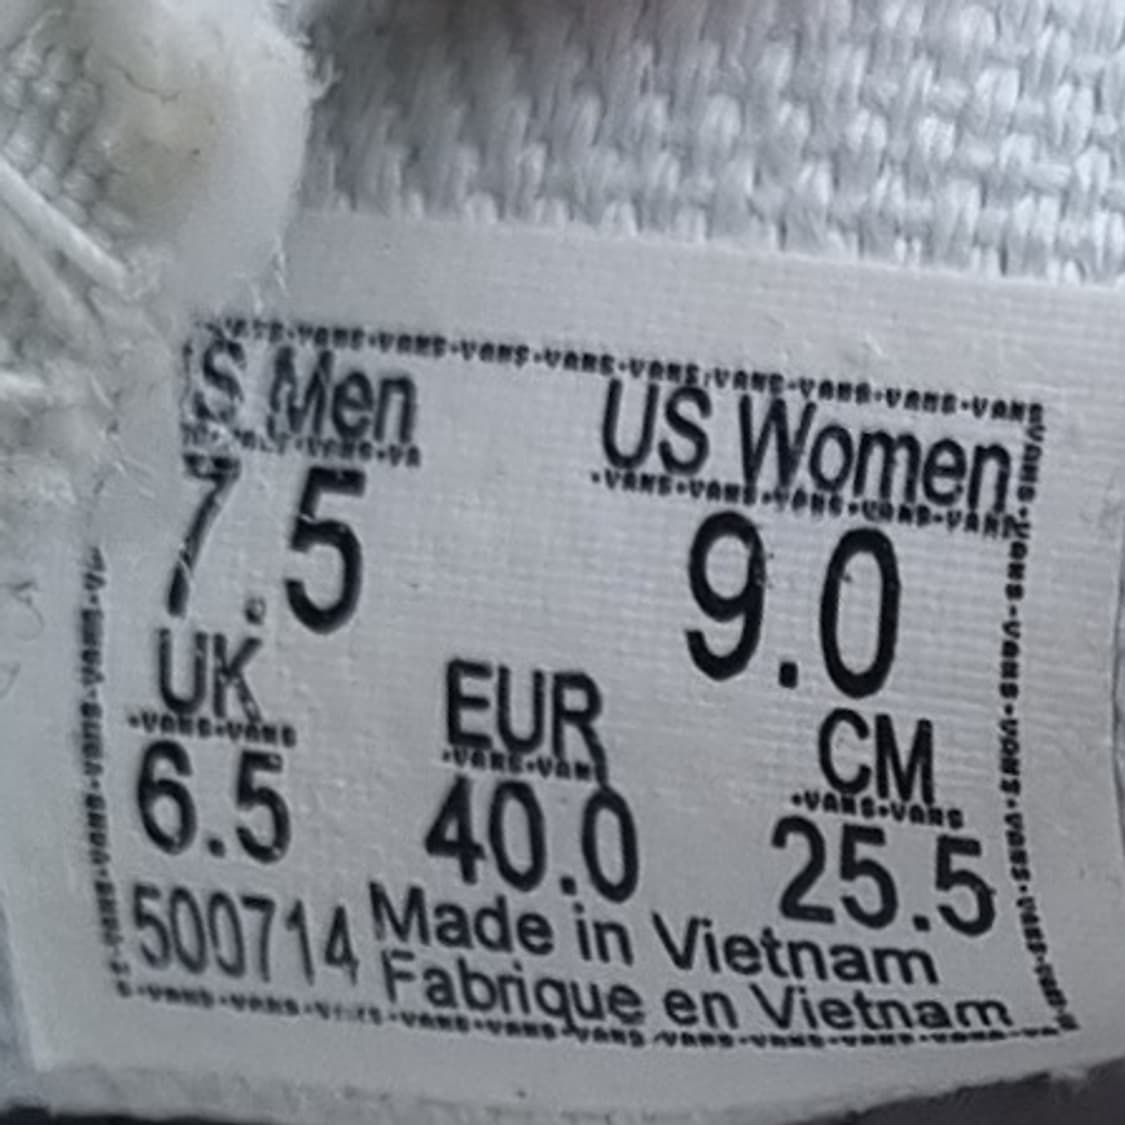 S Men US Women
7.5 9.0
UK EUR CM
6.5 40.0 25.5
500714 Made in Vietnam
Fabrique en Vietnam